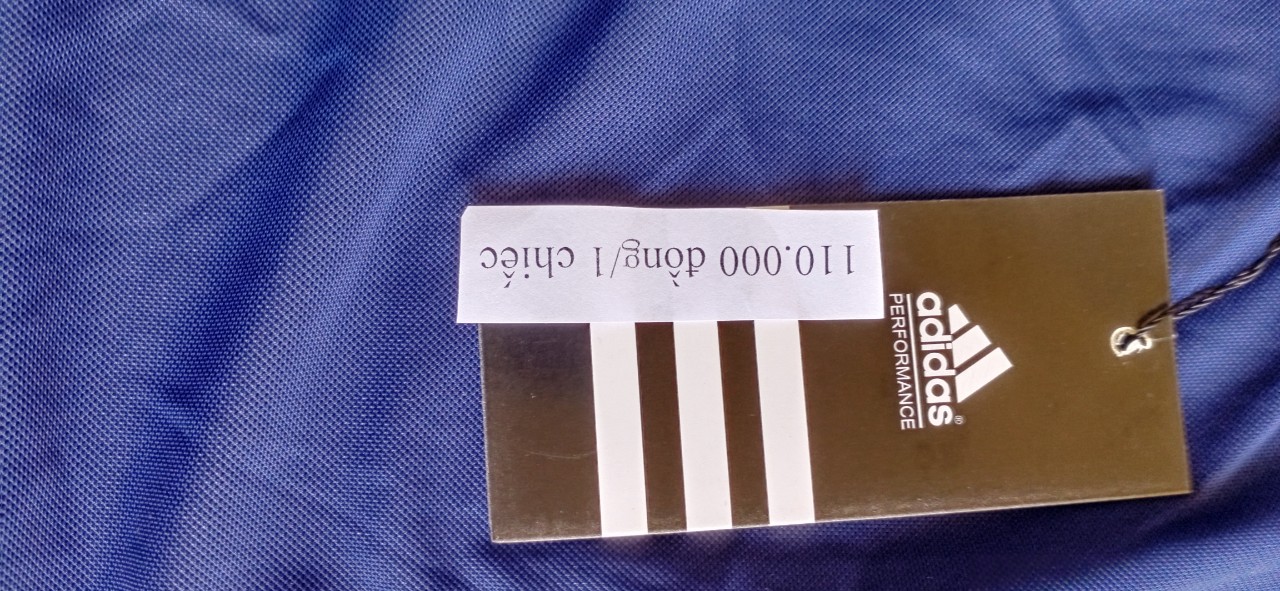 110.000 đồng/1 chiếc
adidas®
PERFORMANCE